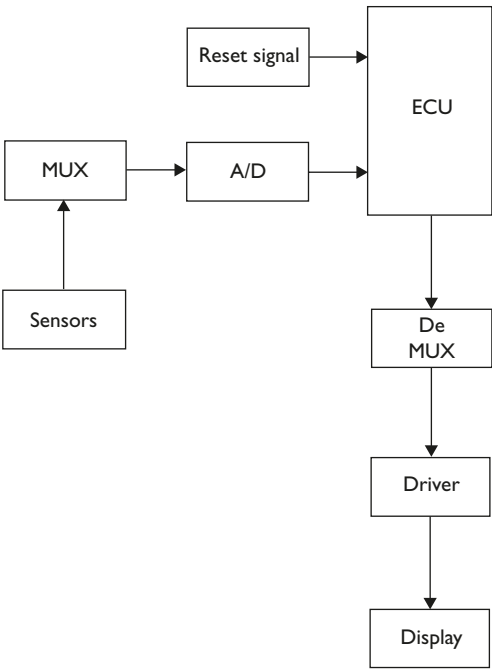 Reset signal
ECU
MUX
A/D
Sensors
De
MUX
Driver
Display